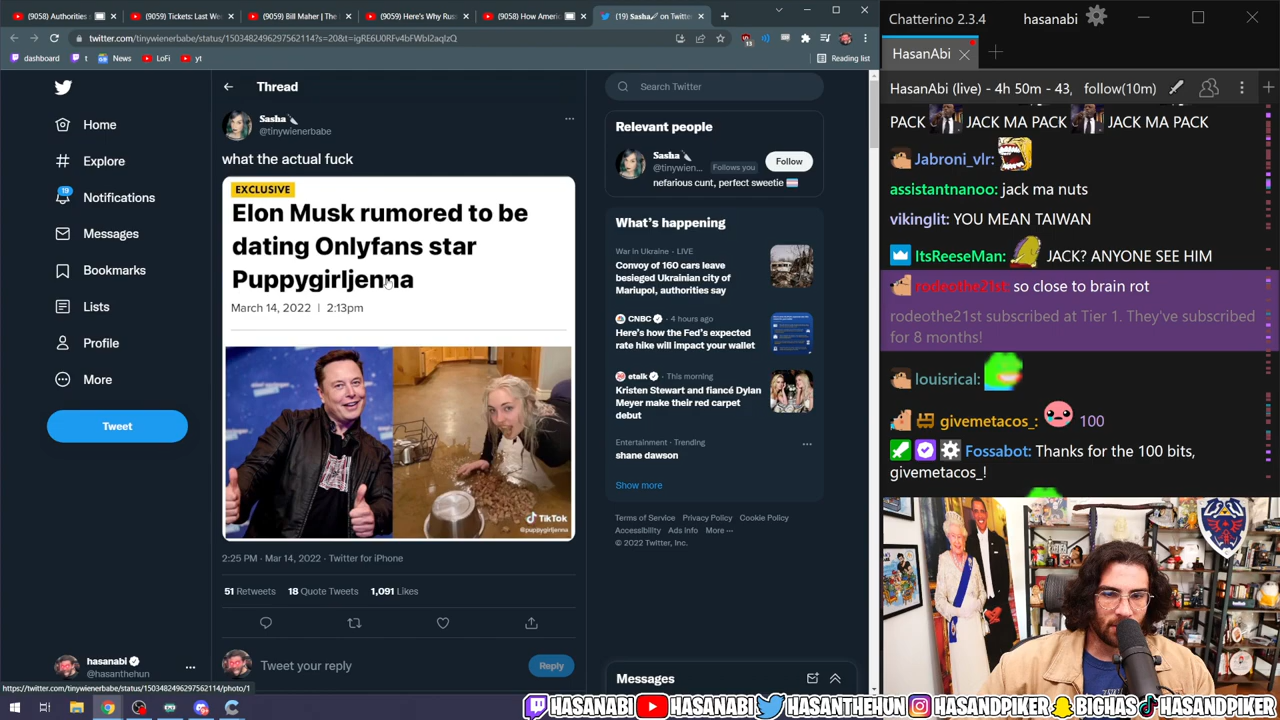 (9058) Authorities
(9059) Tickets: Last We
(9059) Bill Maher | The
(9059) Here's Why Rus
(9058) How Ameri
(19) Sasha on Twitt
twitter.com/tinywienerbabe/status/1503482496297562114?s=20&t=igRE6U0RFv4bFWbI2aqIzQ
13
dashboard
t
News
LoFi
yt
Reading list
Thread
Sasha
@tinywienerbabe
what the actual fuck
EXCLUSIVE
Elon Musk rumored to be
dating Onlyfans star
Puppygirljenna
March 14, 2022 | 2:13pm
TikTok
@puppygirljenna
2:25 PM · Mar 14, 2022 · Twitter for iPhone
51 Retweets 18 Quote Tweets 1,091 Likes
Tweet your reply
Reply
Home
Explore
19
Notifications
Messages
Bookmarks
Lists
Profile
More
Tweet
hasanabi
@hasanthehun
https://twitter.com/tinywienerbabe/status/1503482496297562114/photo/1
Search Twitter
Relevant people
Sasha
@tinywien... Follows you
Follow
nefarious cunt, perfect sweetie
What's happening
War in Ukraine · LIVE
Convoy of 160 cars leave
besieged Ukrainian city of
Mariupol, authorities say
CNBC · 4 hours ago
Here's how the Fed's expected
rate hike will impact your wallet
etalk · This morning
Kristen Stewart and fiancé Dylan
Meyer make their red carpet
debut
Entertainment · Trending
shane dawson
Show more
Terms of Service Privacy Policy Cookie Policy
Accessibility Ads Info More ···
© 2022 Twitter, Inc.
Messages
Chatterino 2.3.4
hasanabi
HasanAbi
HasanAbi (live) - 4h 50m - 43, follow(10m)
PACK JACK MA PACK JACK MA PACK
Jabroni_vlr:
assistantnanoo: jack ma nuts
vikinglit: YOU MEAN TAIWAN
ItsReeseMan: JACK? ANYONE SEE HIM
rodeothe21st so close to brain rot
rodeothe21st subscribed at Tier 1. They've subscribed
for 8 months!
louisrical:
givemetacos_: 100
Fossabot: Thanks for the 100 bits,
givemetacos_!
HASANABI HASANABI HASANTHEHUN HASANDPIKER BIGHAS HASANDPIKER